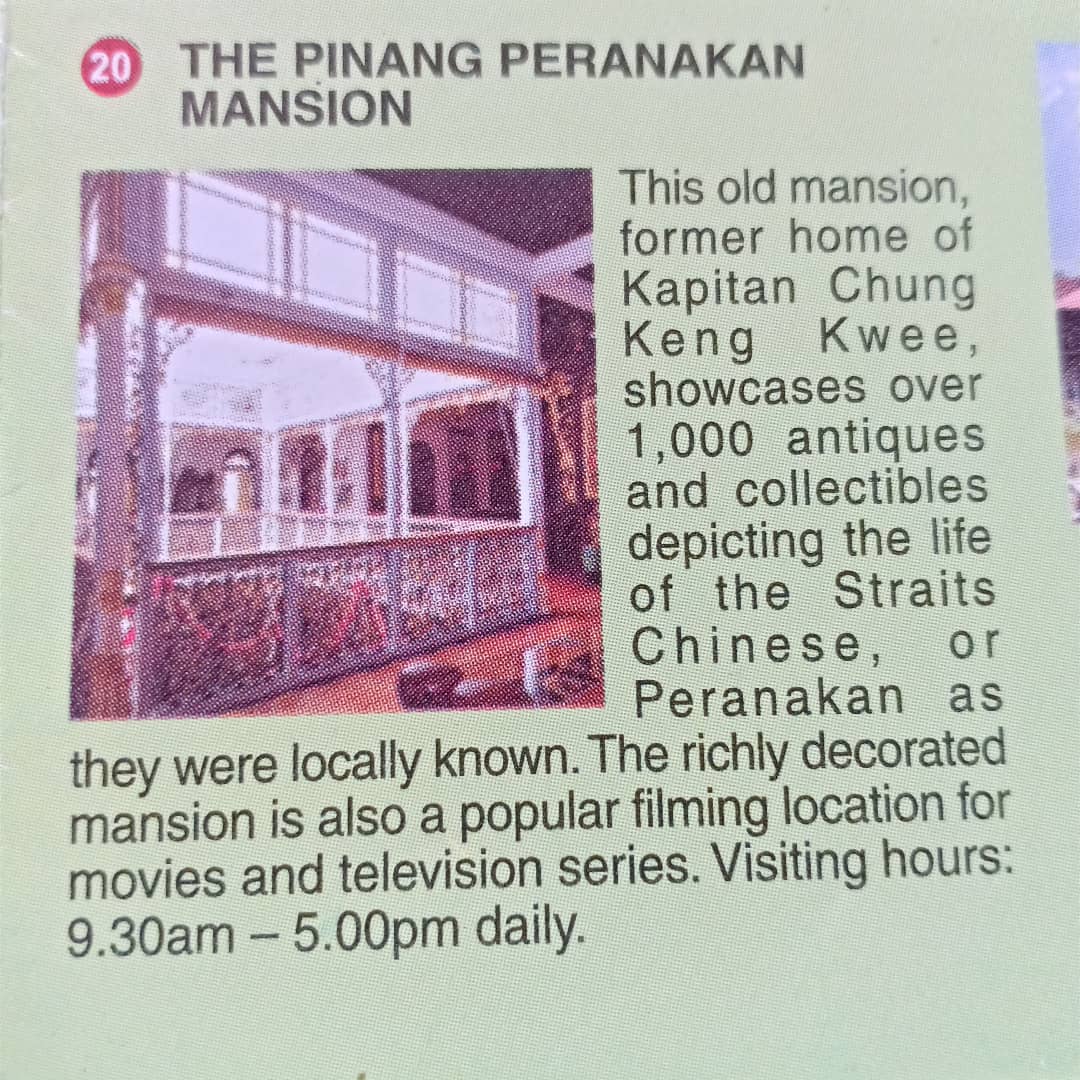 20 THE PINANG PERANAKAN
MANSION
This old mansion,
former home of
Kapitan Chung
Keng Kwee,
showcases over
1,000 antiques
and collectibles
depicting the life
of the Straits
Chinese, or
Peranakan as
they were locally known. The richly decorated
mansion is also a popular filming location for
movies and television series. Visiting hours:
9.30am – 5.00pm daily.